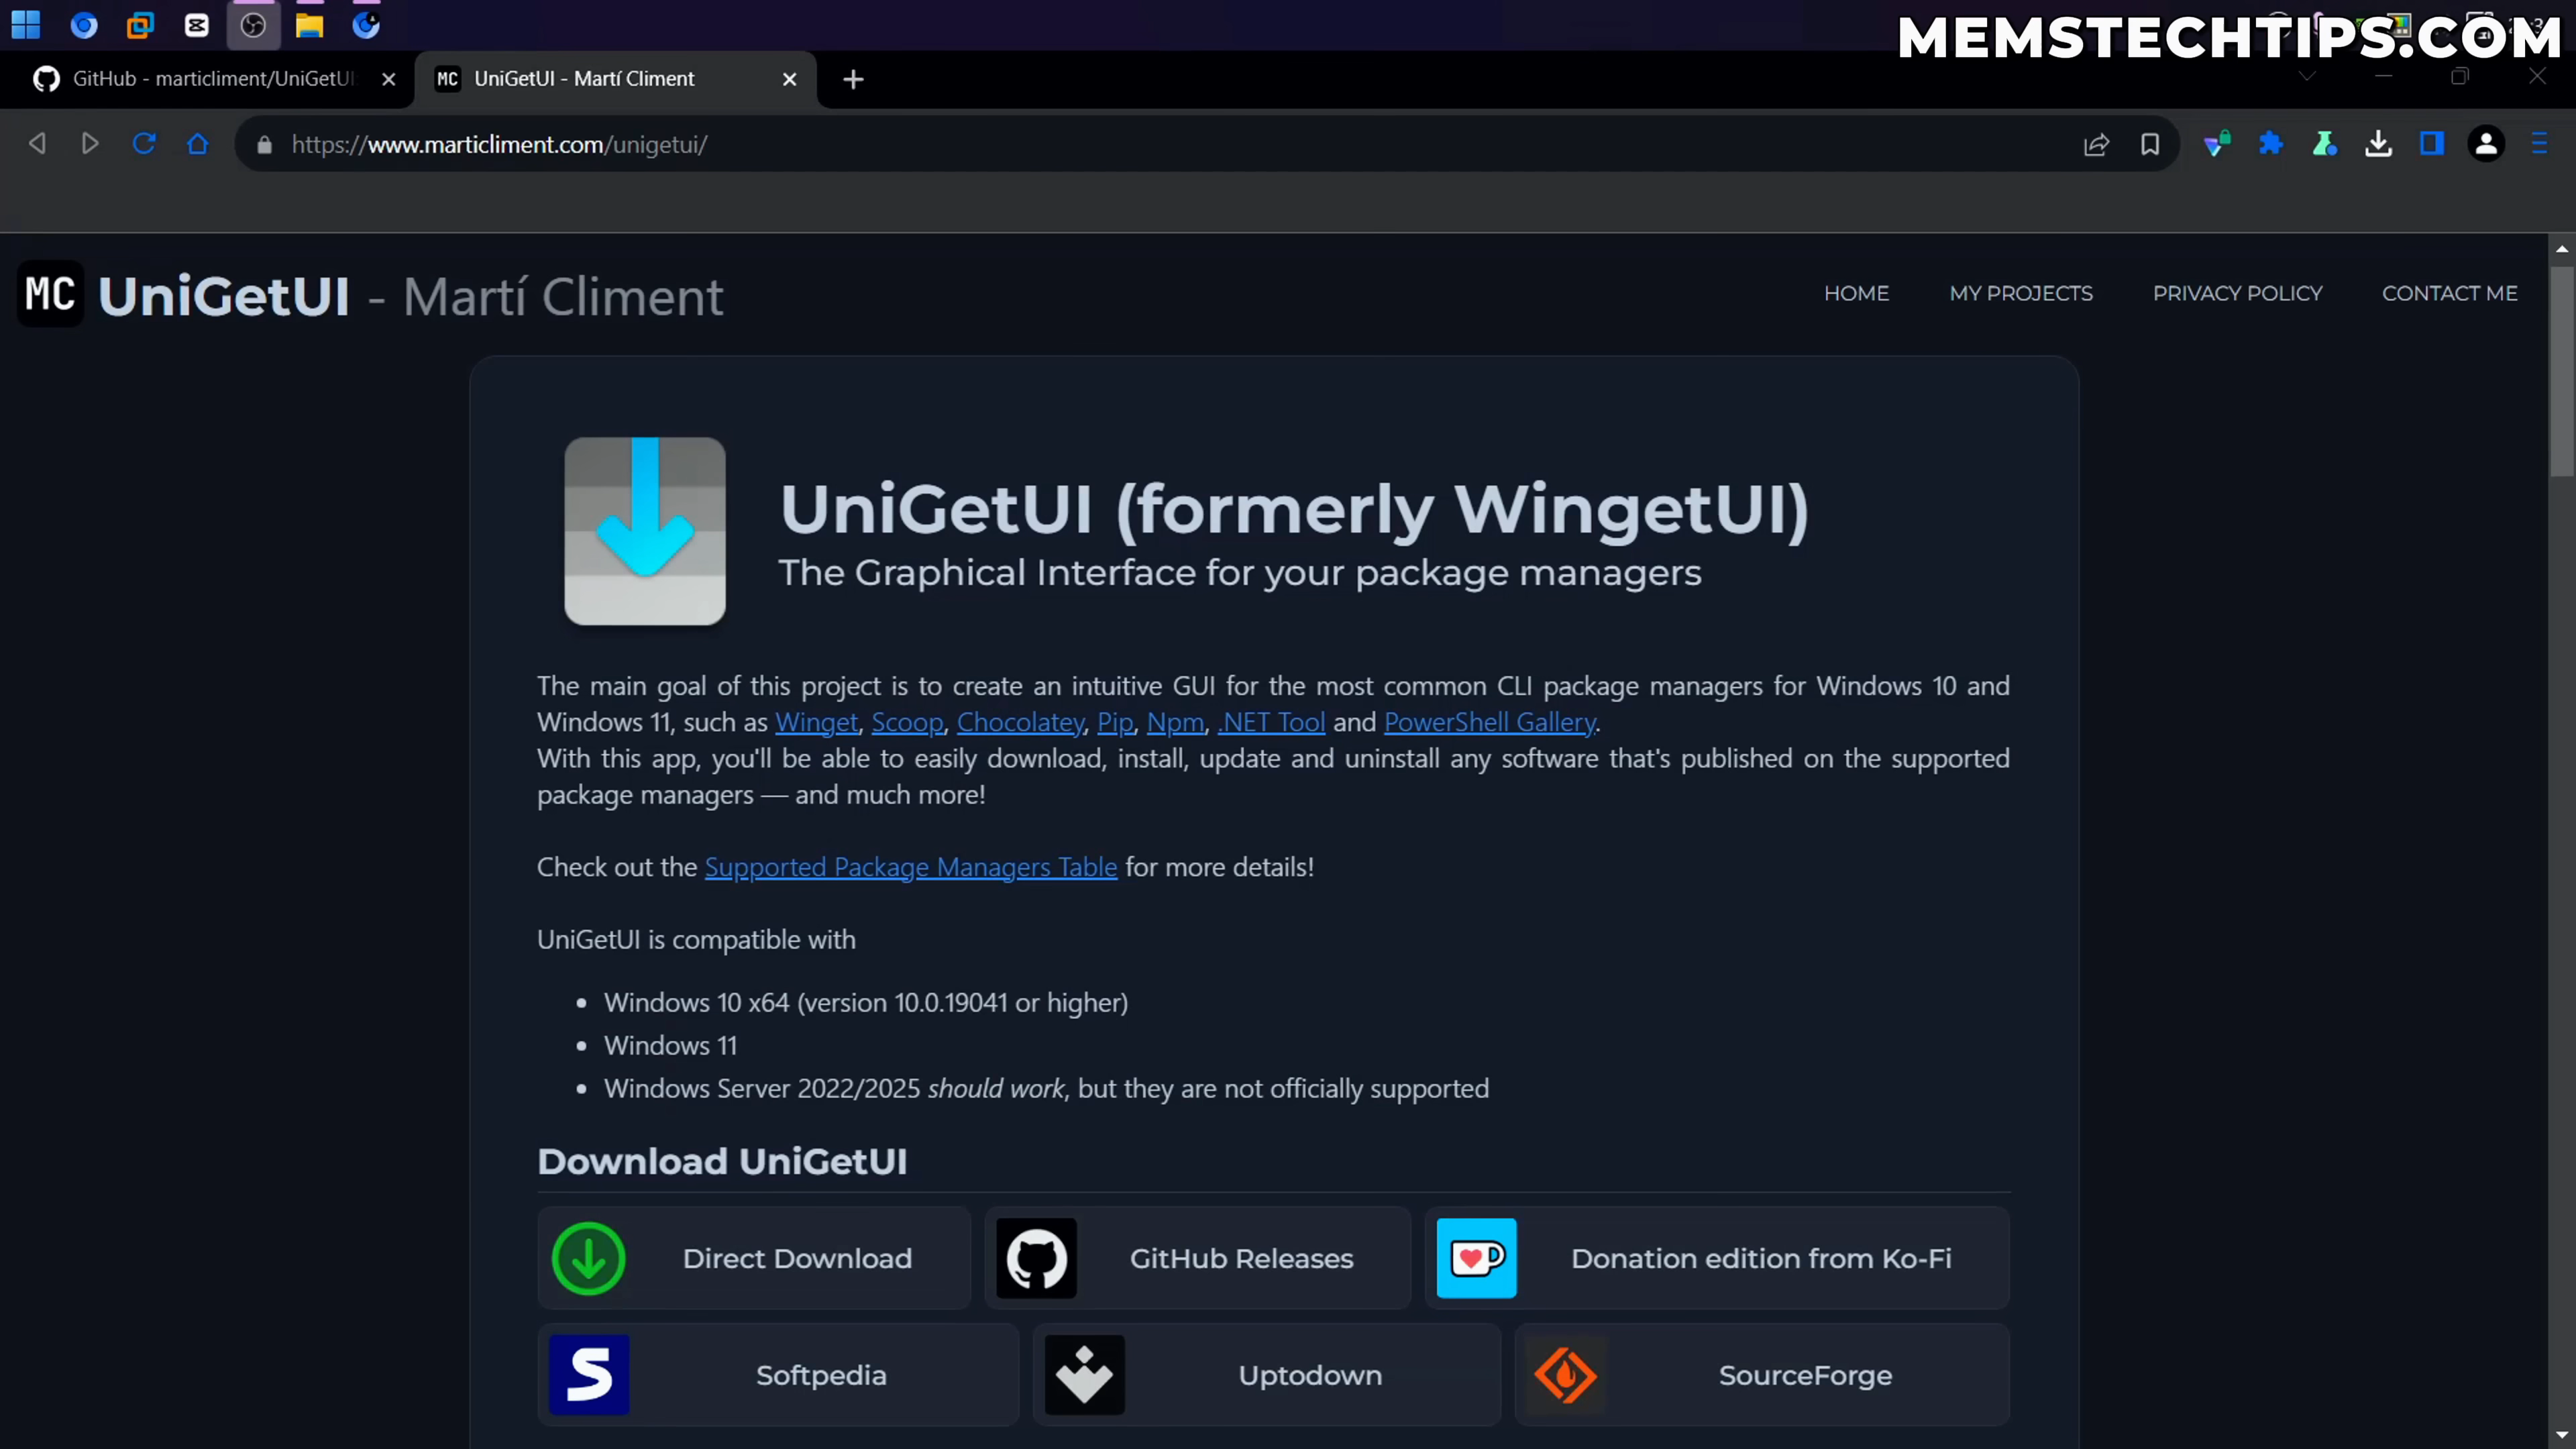 MEMSTECHTIPS.COM
GitHub - marticliment/UniGetUI
MC UniGetUI - Martí Climent
https://www.marticliment.com/unigetui/
MC UniGetUI - Martí Climent
HOME MY PROJECTS PRIVACY POLICY CONTACT ME
UniGetUI (formerly WingetUI)
The Graphical Interface for your package managers
The main goal of this project is to create an intuitive GUI for the most common CLI package managers for Windows 10 and
Windows 11, such as Winget, Scoop, Chocolatey, Pip, Npm, .NET Tool and PowerShell Gallery.
With this app, you'll be able to easily download, install, update and uninstall any software that's published on the supported
package managers — and much more!
Check out the Supported Package Managers Table for more details!
UniGetUI is compatible with
• Windows 10 x64 (version 10.0.19041 or higher)
• Windows 11
• Windows Server 2022/2025 should work, but they are not officially supported
Download UniGetUI
Direct Download GitHub Releases Donation edition from Ko-Fi
S Softpedia Uptodown SourceForge